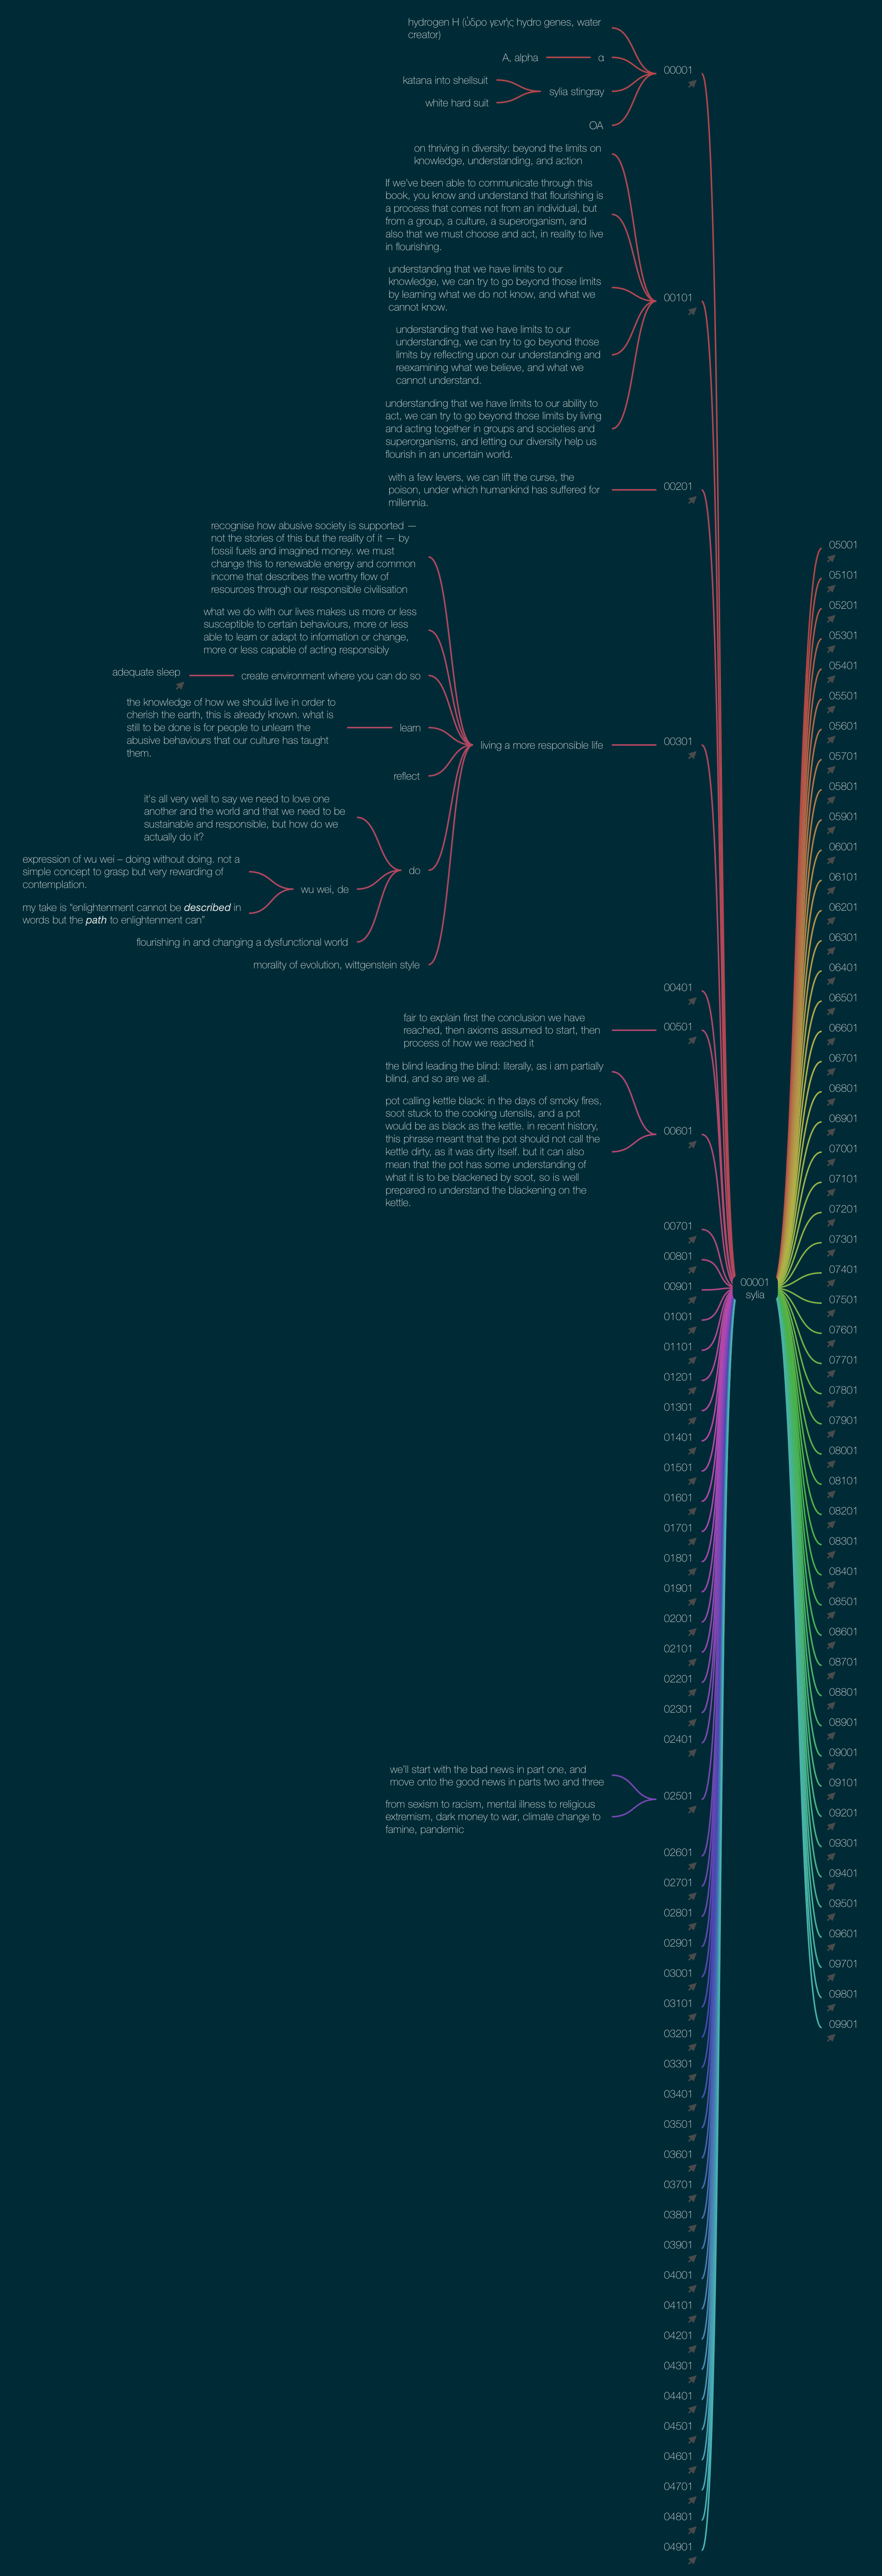 hydrogen H (ὑδρο γενής hydro genes, water
creator)
A, alpha
α
katana into shellsuit
white hard suit
sylia stingray
OA
00001
on thriving in diversity: beyond the limits on
knowledge, understanding, and action
If we've been able to communicate through this
book, you know and understand that flourishing is
a process that comes not from an individual, but
from a group, a culture, a superorganism, and
also that we must choose and act, in reality to live
in flourishing.
understanding that we have limits to our
knowledge, we can try to go beyond those limits
by learning what we do not know, and what we
cannot know.
understanding that we have limits to our
understanding, we can try to go beyond those
limits by reflecting upon our understanding and
reexamining what we believe, and what we
cannot understand.
understanding that we have limits to our ability to
act, we can try to go beyond those limits by living
and acting together in groups and societies and
superorganisms, and letting our diversity help us
flourish in an uncertain world.
00101
with a few levers, we can lift the curse, the
poison, under which humankind has suffered for
millennia.
00201
recognise how abusive society is supported —
not the stories of this but the reality of it — by
fossil fuels and imagined money. we must
change this to renewable energy and common
income that describes the worthy flow of
resources through our responsible civilisation
what we do with our lives makes us more or less
susceptible to certain behaviours, more or less
able to learn or adapt to information or change,
more or less capable of acting responsibly
adequate sleep
create environment where you can do so
the knowledge of how we should live in order to
cherish the earth, this is already known. what is
still to be done is for people to unlearn the
abusive behaviours that our culture has taught
them.
learn
reflect
it's all very well to say we need to love one
another and the world and that we need to be
sustainable and responsible, but how do we
actually do it?
expression of wu wei – doing without doing. not a
simple concept to grasp but very rewarding of
contemplation.
my take is “enlightenment cannot be described in
words but the path to enlightenment can”
wu wei, de
flourishing in and changing a dysfunctional world
do
morality of evolution, wittgenstein style
living a more responsible life
00301
00401
fair to explain first the conclusion we have
reached, then axioms assumed to start, then
process of how we reached it
00501
the blind leading the blind: literally, as i am partially
blind, and so are we all.
pot calling kettle black: in the days of smoky fires,
soot stuck to the cooking utensils, and a pot
would be as black as the kettle. in recent history,
this phrase meant that the pot should not call the
kettle dirty, as it was dirty itself. but it can also
mean that the pot has some understanding of
what it is to be blackened by soot, so is well
prepared ro understand the blackening on the
kettle.
00601
00701
00801
00901
01001
01101
01201
01301
01401
01501
01601
01701
01801
01901
02001
02101
02201
02301
02401
we'll start with the bad news in part one, and
move onto the good news in parts two and three
from sexism to racism, mental illness to religious
extremism, dark money to war, climate change to
famine, pandemic
02501
02601
02701
02801
02901
03001
03101
03201
03301
03401
03501
03601
03701
03801
03901
04001
04101
04201
04301
04401
04501
04601
04701
04801
04901
00001
sylia
05001
05101
05201
05301
05401
05501
05601
05701
05801
05901
06001
06101
06201
06301
06401
06501
06601
06701
06801
06901
07001
07101
07201
07301
07401
07501
07601
07701
07801
07901
08001
08101
08201
08301
08401
08501
08601
08701
08801
08901
09001
09101
09201
09301
09401
09501
09601
09701
09801
09901